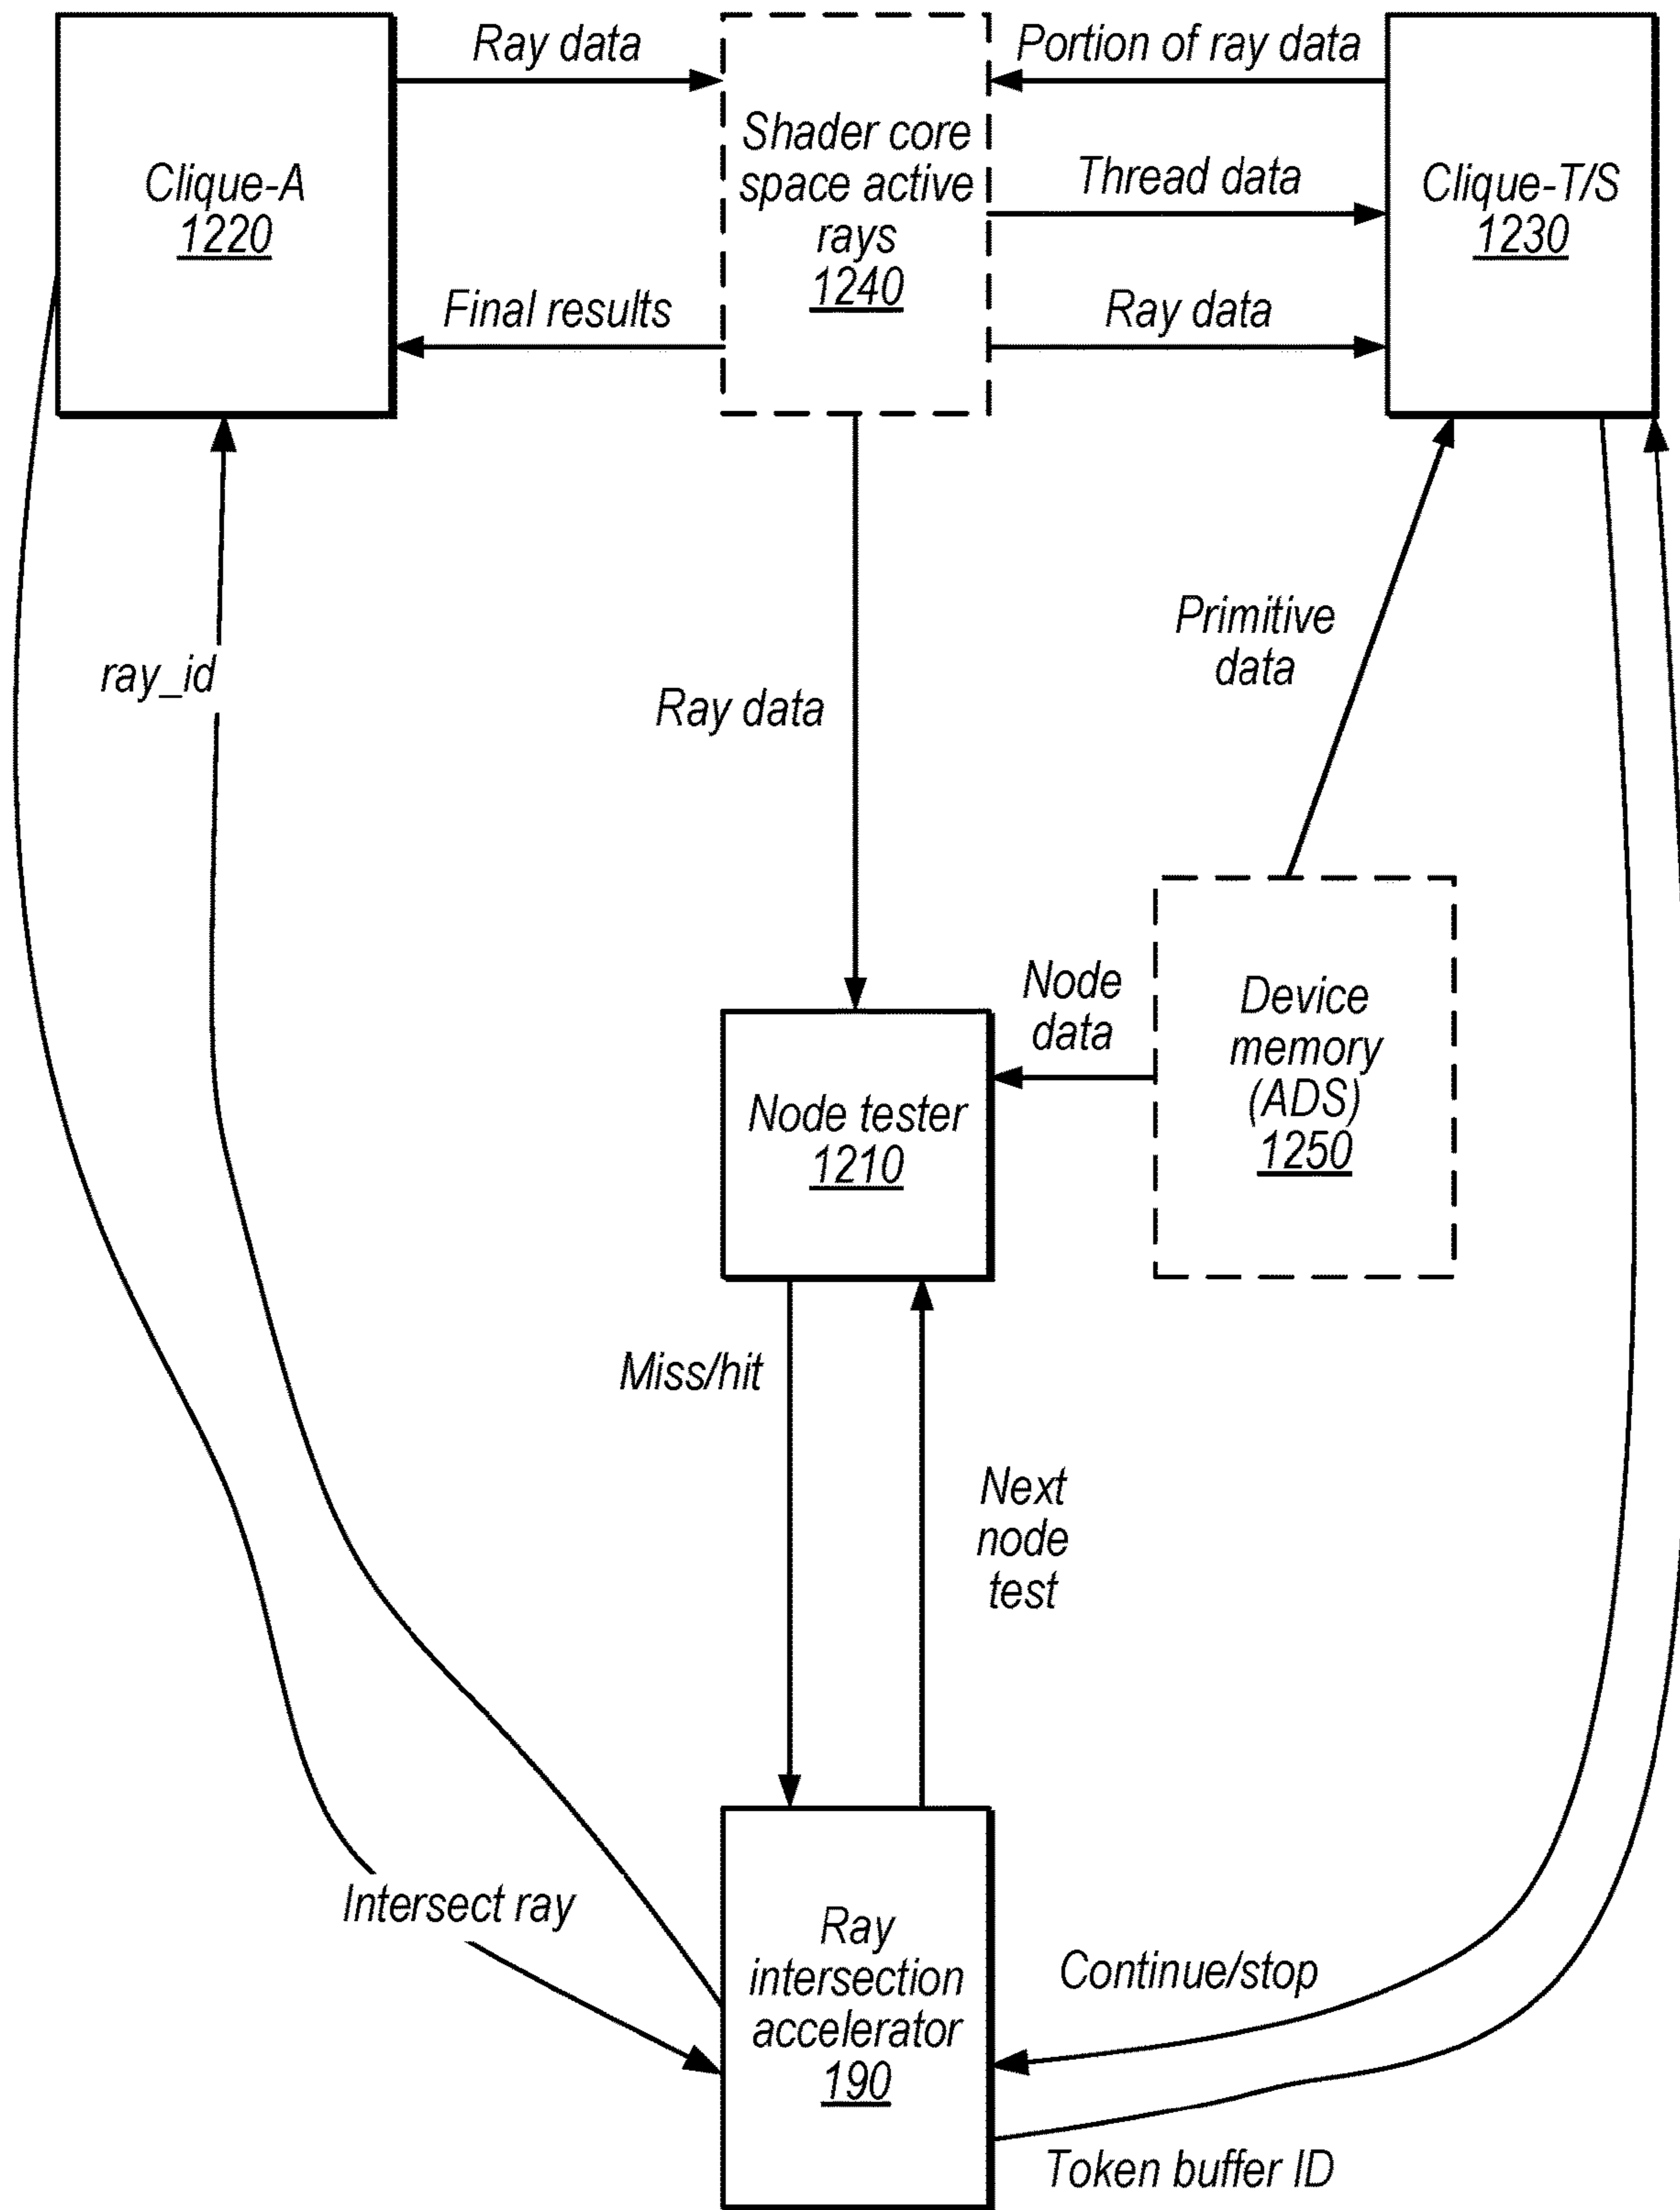 Ray data
Portion of ray data
Clique-A
1220
Shader core
space active
rays
1240
Thread data
Clique-T/S
1230
Final results
Ray data
ray_id
Primitive
data
Ray data
Node
data
Device
memory
(ADS)
1250
Node tester
1210
Miss/hit
Next
node
test
Intersect ray
Ray
intersection
accelerator
190
Continue/stop
Token buffer ID